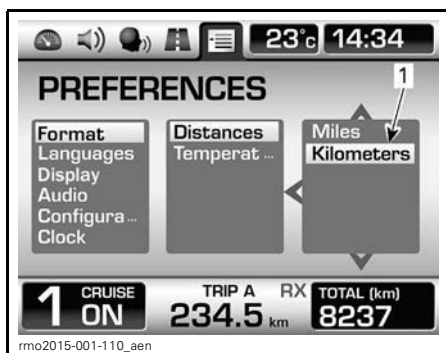 23°c 14:34
1
PREFERENCES
Format Distances Miles
Languages Temperat ... Kilometers
Display
Audio
Configura ...
Clock
1 CRUISE ON TRIP A 234.5 km RX TOTAL (km) 8237
rmo2015-001-110_aen